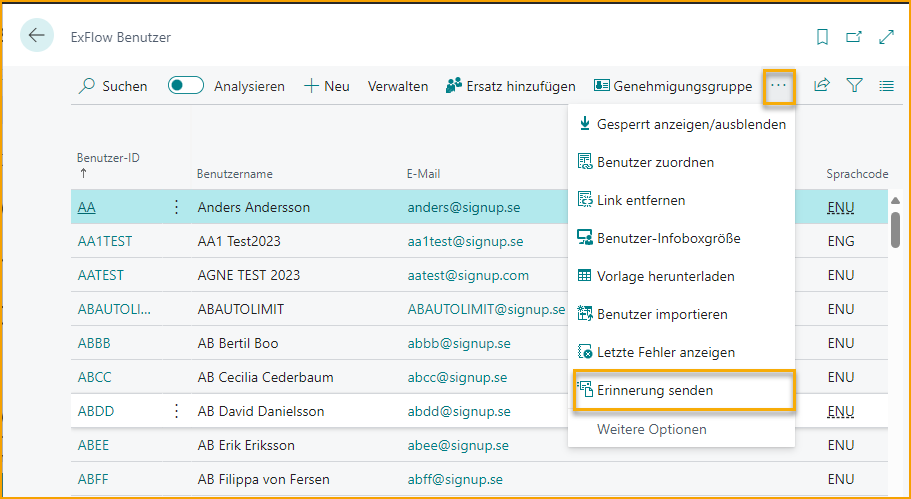 ExFlow Benutzer
Suchen Analysieren Neu Verwalten Ersatz hinzufügen Genehmigungsgruppe ...
Gesperrt anzeigen/ausblenden
Benutzer zuordnen
Link entfernen
Benutzer-Infoboxgröße
Vorlage herunterladen
Benutzer importieren
Letzte Fehler anzeigen
Erinnerung senden
Weitere Optionen
Benutzer-ID ↑ Benutzername E-Mail Sprachcode
AA Anders Andersson anders@signup.se ENU
AA1TEST AA1 Test2023 aa1test@signup.se ENG
AATEST AGNE TEST 2023 aatest@signup.com ENU
ABAUTOLI... ABAUTOLIMIT ABAUTOLIMIT@signup.se ENU
ABBB AB Bertil Boo abbb@signup.se ENU
ABCC AB Cecilia Cederbaum abcc@signup.se ENU
ABDD AB David Danielsson abdd@signup.se ENU
ABEE AB Erik Eriksson abee@signup.se ENU
ABFF AB Filippa von Fersen abff@signup.se ENU